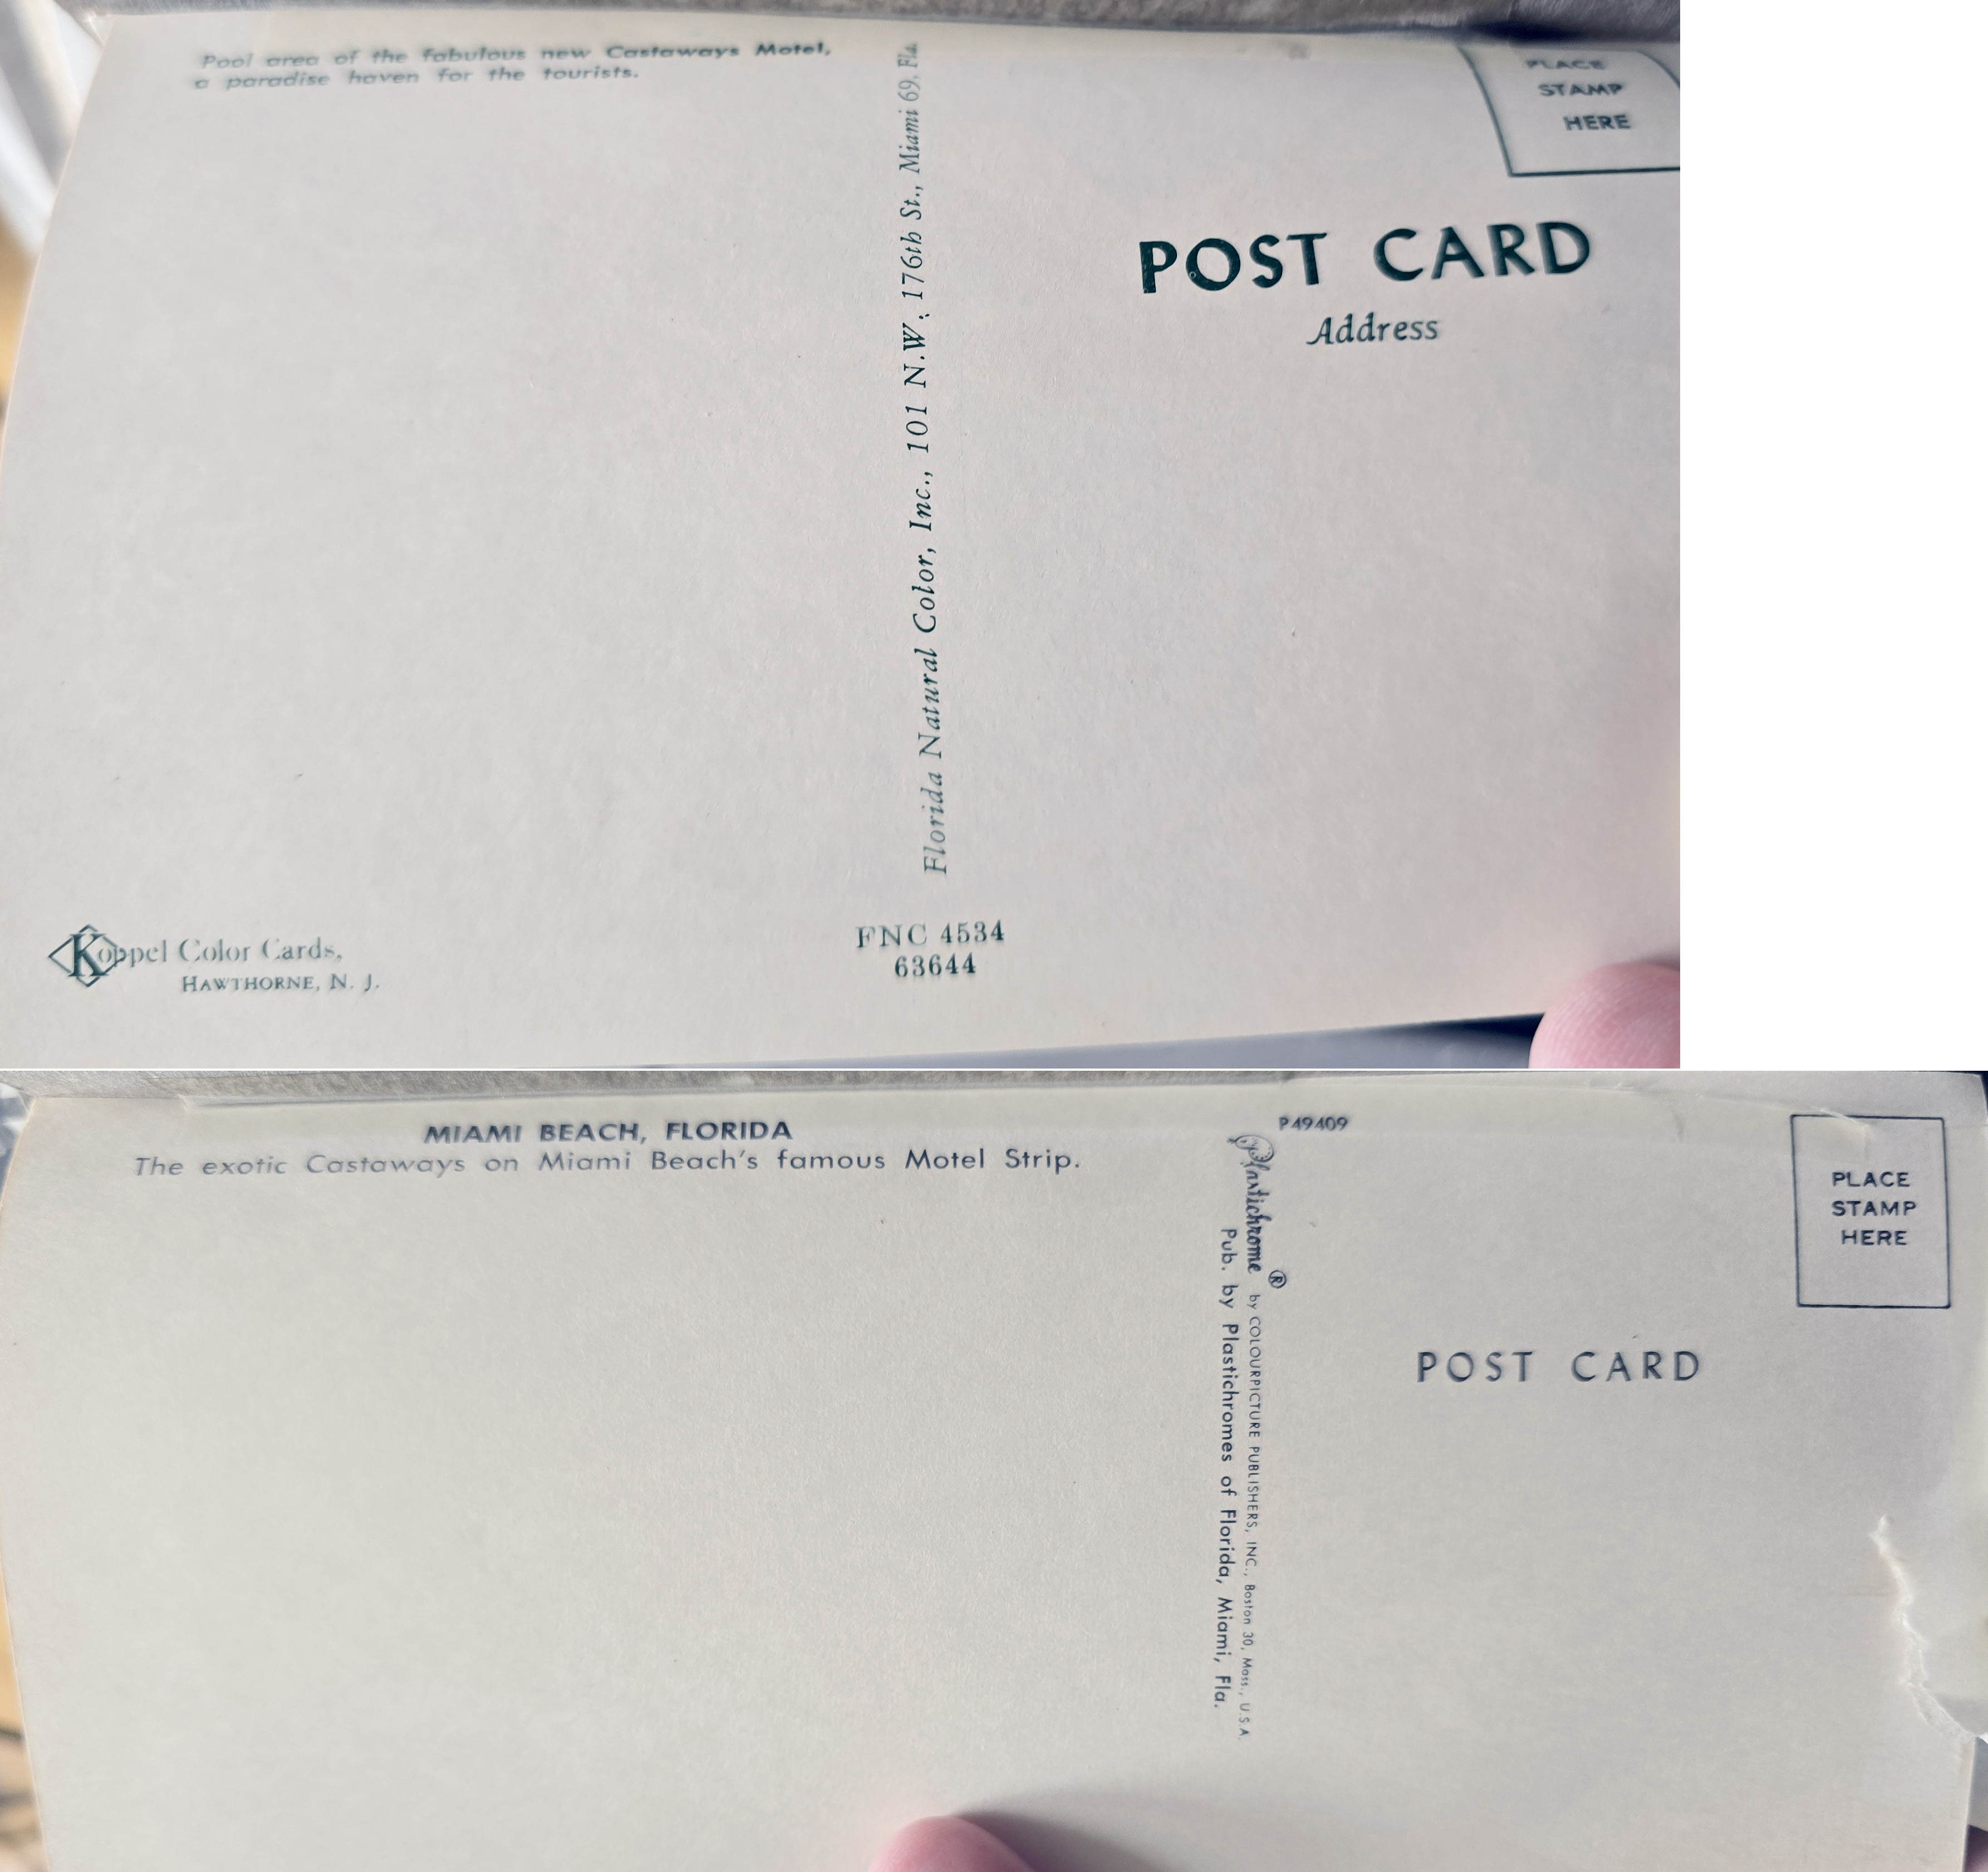 Pool area of the fabulous new Castaways Motel,
a paradise haven for the tourists.
Florida Natural Color, Inc., 101 N.W. 176th St., Miami 69, Fla.
PLACE
STAMP
HERE
POST CARD
Address
Koppel Color Cards,
HAWTHORNE, N. J.
FNC 4534
63644
MIAMI BEACH, FLORIDA
The exotic Castaways on Miami Beach's famous Motel Strip.
P49409
Plastichrome ® by COLOURPICTURE PUBLISHERS, INC., Boston 30, Mass., U.S.A.
Pub. by Plastichromes of Florida, Miami, Fla.
PLACE
STAMP
HERE
POST CARD